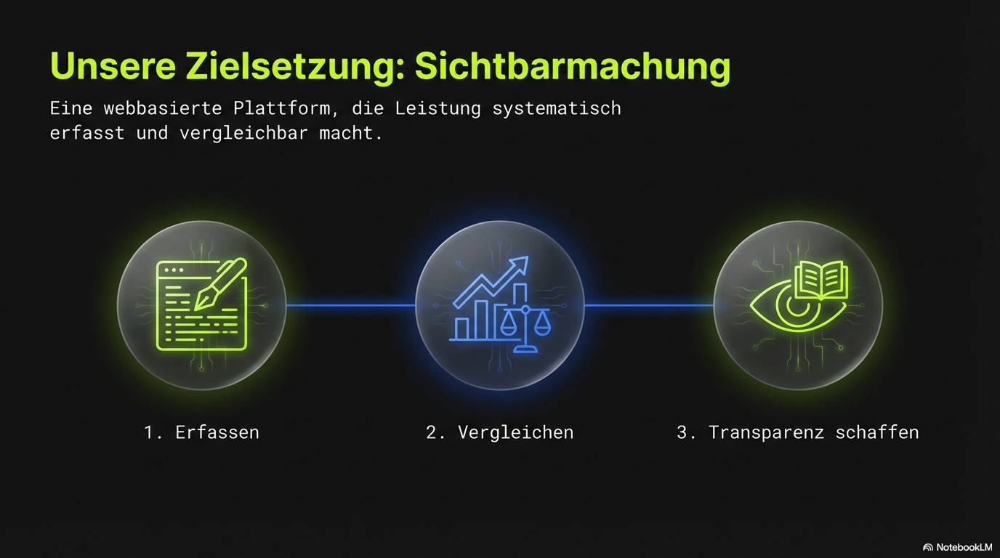 Unsere Zielsetzung: Sichtbarmachung
Eine webbasierte Plattform, die Leistung systematisch
erfasst und vergleichbar macht.
1. Erfassen
2. Vergleichen
3. Transparenz schaffen
NotebookLM